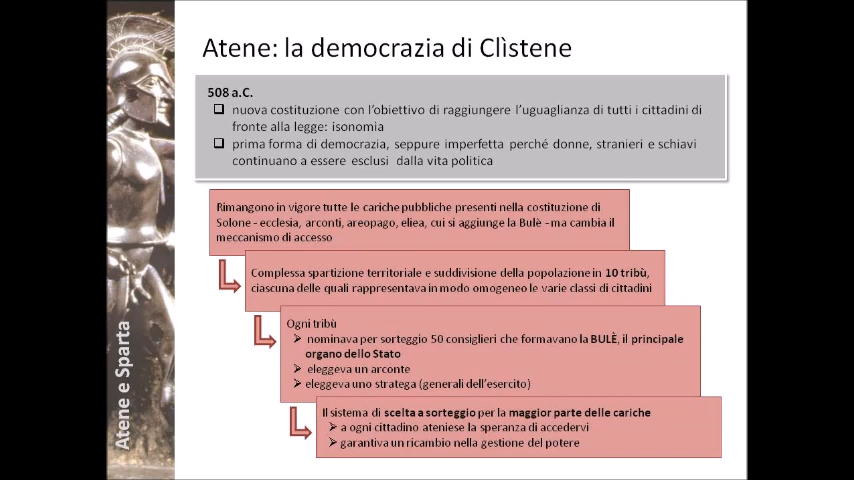 Atene: la democrazia di Clìstene
508 a.C.
nuova costituzione con l'obiettivo di raggiungere l'uguaglianza di tutti i cittadini di
fronte alla legge: isonomia
prima forma di democrazia, seppure imperfetta perché donne, stranieri e schiavi
continuano a essere esclusi dalla vita politica
Rimangono in vigore tutte le cariche pubbliche presenti nella costituzione di
Solone - ecclesia, arconti, areopago, eliea, cui si aggiunge la Bulè - ma cambia il
meccanismo di accesso
Complessa spartizione territoriale e suddivisione della popolazione in 10 tribù,
ciascuna delle quali rappresentava in modo omogeneo le varie classi di cittadini
Ogni tribù
nominava per sorteggio 50 consiglieri che formavano la BULÈ, il principale
organo dello Stato
eleggeva un arconte
eleggeva uno stratega (generali dell'esercito)
Il sistema di scelta a sorteggio per la maggior parte delle cariche
a ogni cittadino ateniese la speranza di accedervi
garantiva un ricambio nella gestione del potere
Atene e Sparta